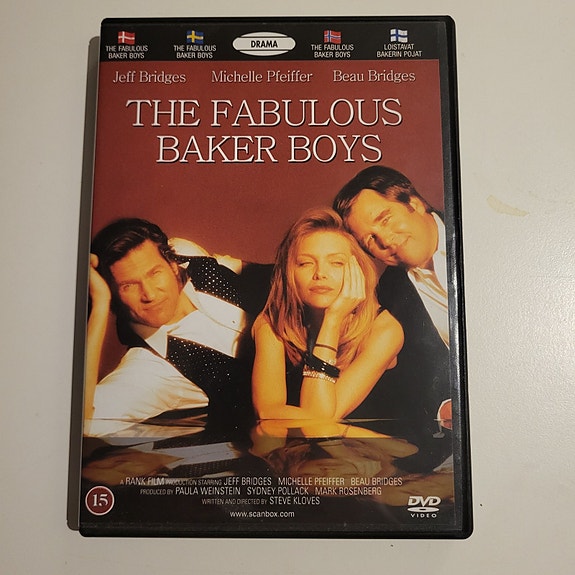 THE FABULOUS
BAKER BOYS
THE FABULOUS
BAKER BOYS
DRAMA
THE FABULOUS
BAKER BOYS
LOISTAVAT
BAKERIN POJAT
Jeff Bridges Michelle Pfeiffer Beau Bridges
THE FABULOUS
BAKER BOYS
A RANK FILM PRODUCTION STARRING JEFF BRIDGES MICHELLE PFEIFFER BEAU BRIDGES
PRODUCED BY PAULA WEINSTEIN SYDNEY POLLACK MARK ROSENBERG
WRITTEN AND DIRECTED BY STEVE KLOVES
15
www.scanbox.com
DVD
VIDEO